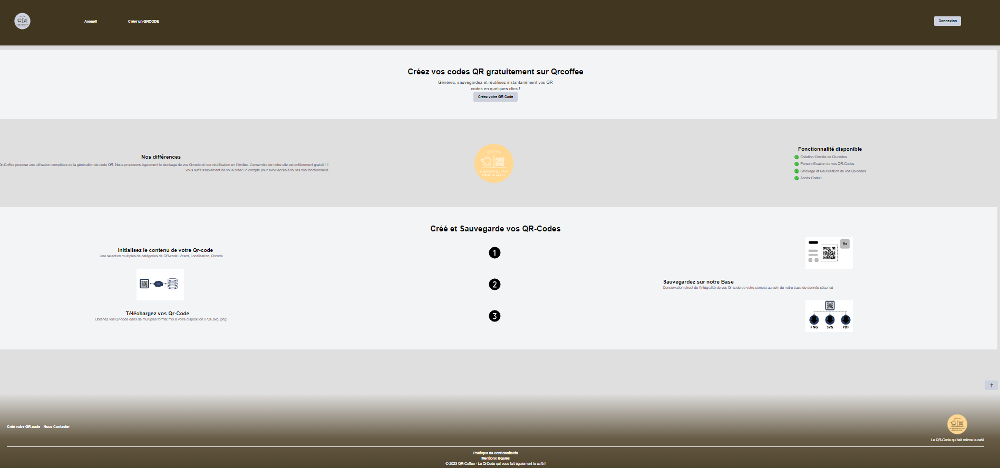 Accueil
Créer un QRCODE
Connexion
Créez vos codes QR gratuitement sur Qrcoffee
Générez, sauvegardez et réutilisez instantanément vos QR
codes en quelques clics !
Créez votre QR Code
Nos différences
Qr-Coffee propose une utilisation complètes de la génération de code QR. Nous proposons également le stockage de vos Qrcode et leur réutilisation en illimitée. L'ensemble de notre site est entièrement gratuit ! Il
vous suffit simplement de vous créer un compte pour avoir accès à toutes nos fonctionnalité
LE QRCODE QUI FAIT
MÊME LE CAFÉ !
Fonctionnalité disponible
Création illimitée de Qr-codes
Personnification de vos QR-Codes
Stockage et Réutilisation de vos Qr-codes
Accès Gratuit
Créé et Sauvegarde vos QR-Codes
Initialisez le contenu de votre Qr-code
Une selection multiples de catégories de QR-code: Vcard, Localisation, Qrcode
1
Aa
2
Sauvegardez sur notre Base
Conservation direct de l'intégralité de vos Qr-code de votre compte au sein de notre base de donnée sécurisé
Téléchargez vos Qr-Code
Obtenez vos Qr-code dans de multiples format mis à votre disposition (PDF,svg, png)
3
PNG SVG PDF
Créé votre QR-code Nous Contacter
Le QR-Code qui fait même le café
Politique de confidentialité
Mentions légales
© 2023 QR-Coffee - Le QrCode qui vous fait également le café !